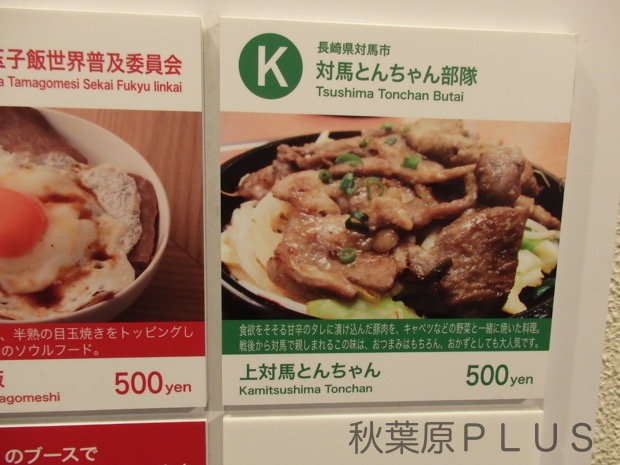 玉子飯世界普及委員会
a Tamagomesi Sekai Fukyu Iinkai
、半熟の目玉焼きをトッピングし
のソウルフード。
飯
500yen
agomeshi
のブースで
K
長崎県対馬市
対馬とんちゃん部隊
Tsushima Tonchan Butai
食欲をそそる甘辛のタレに漬け込んだ豚肉を、キャベツなどの野菜と一緒に焼いた料理。
戦後から対馬で親しまれるこの味は、おつまみはもちろん、おかずとしても大人気です。
上対馬とんちゃん
500yen
Kamitsushima Tonchan
秋葉原PLUS